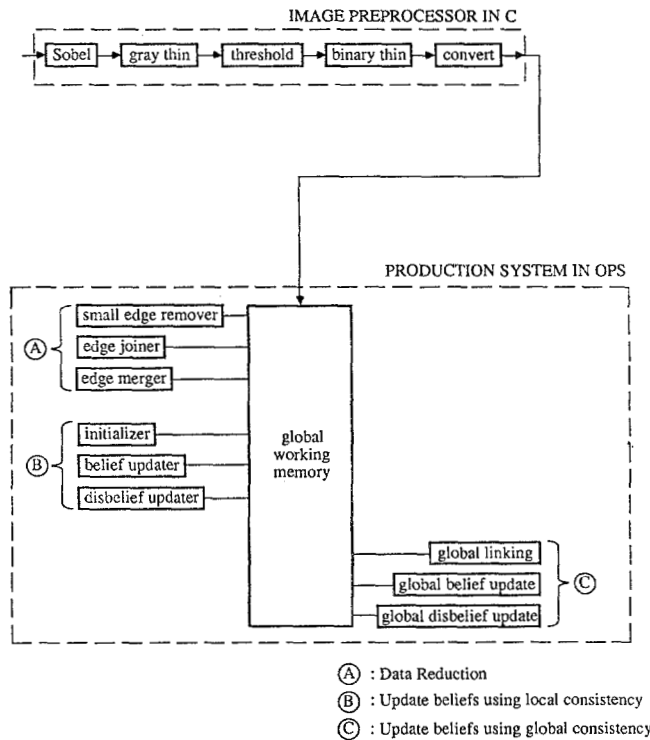 IMAGE PREPROCESSOR IN C
Sobel
gray thin
threshold
binary thin
convert
PRODUCTION SYSTEM IN OPS
small edge remover
A
edge joiner
edge merger
initializer
B
belief updater
disbelief updater
global
working
memory
global linking
global belief update
C
global disbelief update
A : Data Reduction
B : Update beliefs using local consistency
C : Update beliefs using global consistency